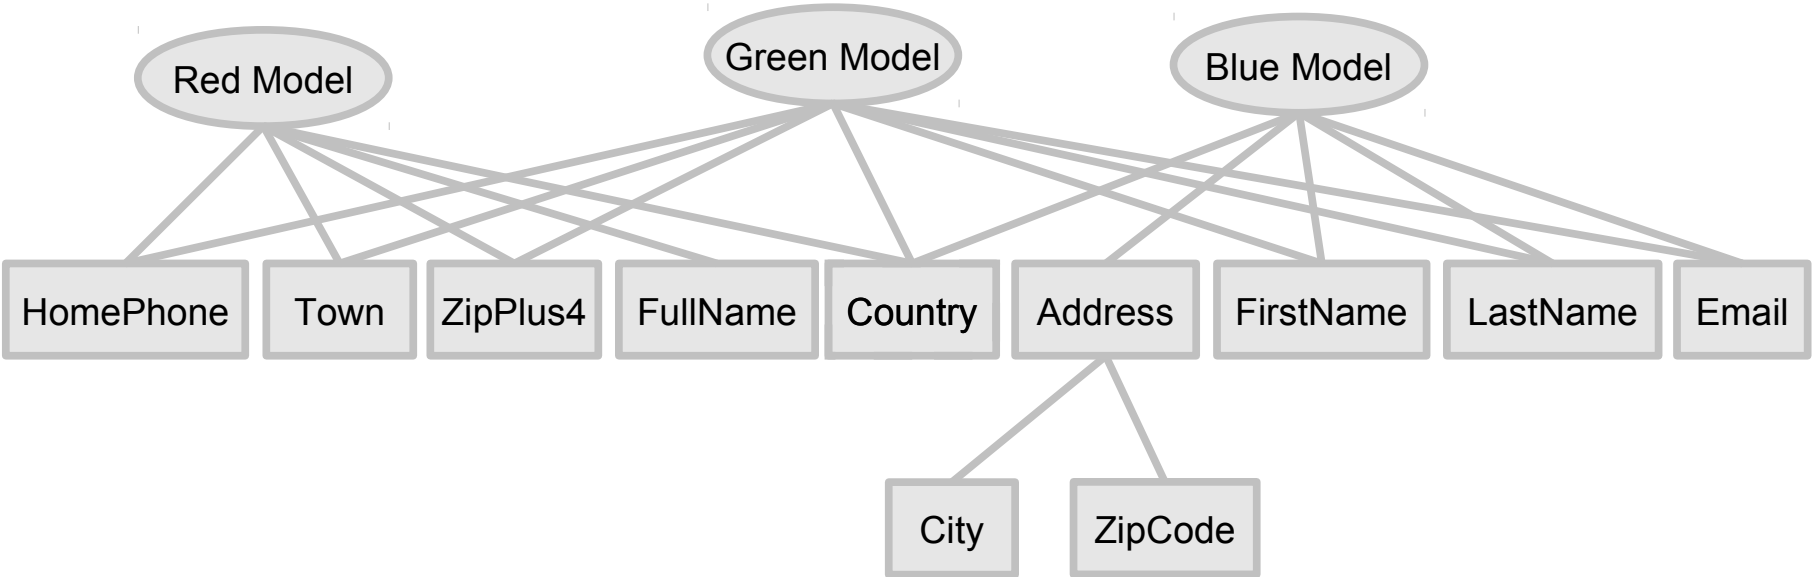 Red Model
Green Model
Blue Model
HomePhone
Town
ZipPlus4
FullName
Country
Address
FirstName
LastName
Email
City
ZipCode